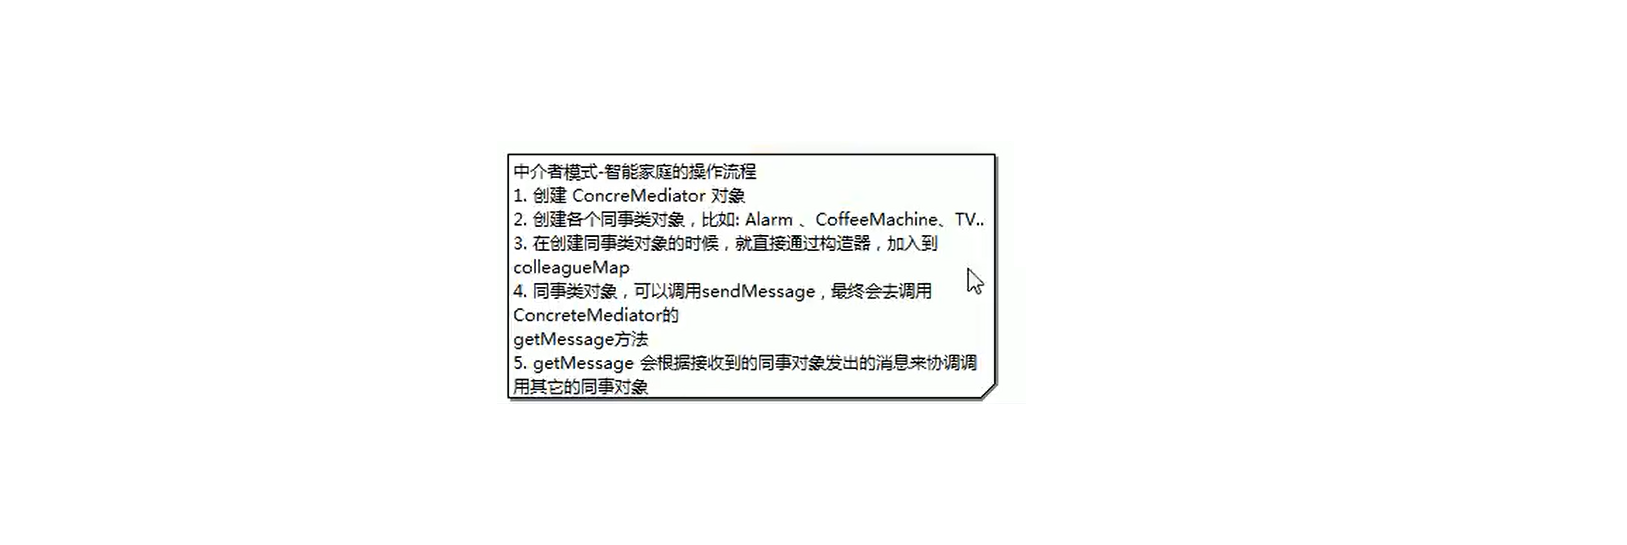 中介者模式-智能家庭的操作流程
1. 创建 ConcreMediator 对象
2. 创建各个同事类对象，比如: Alarm 、CoffeeMachine、TV..
3. 在创建同事类对象的时候，就直接通过构造器，加入到
colleagueMap
4. 同事类对象，可以调用sendMessage，最终会去调用
ConcreteMediator的
getMessage方法
5. getMessage 会根据接收到的同事对象发出的消息来协调调
用其它的同事对象